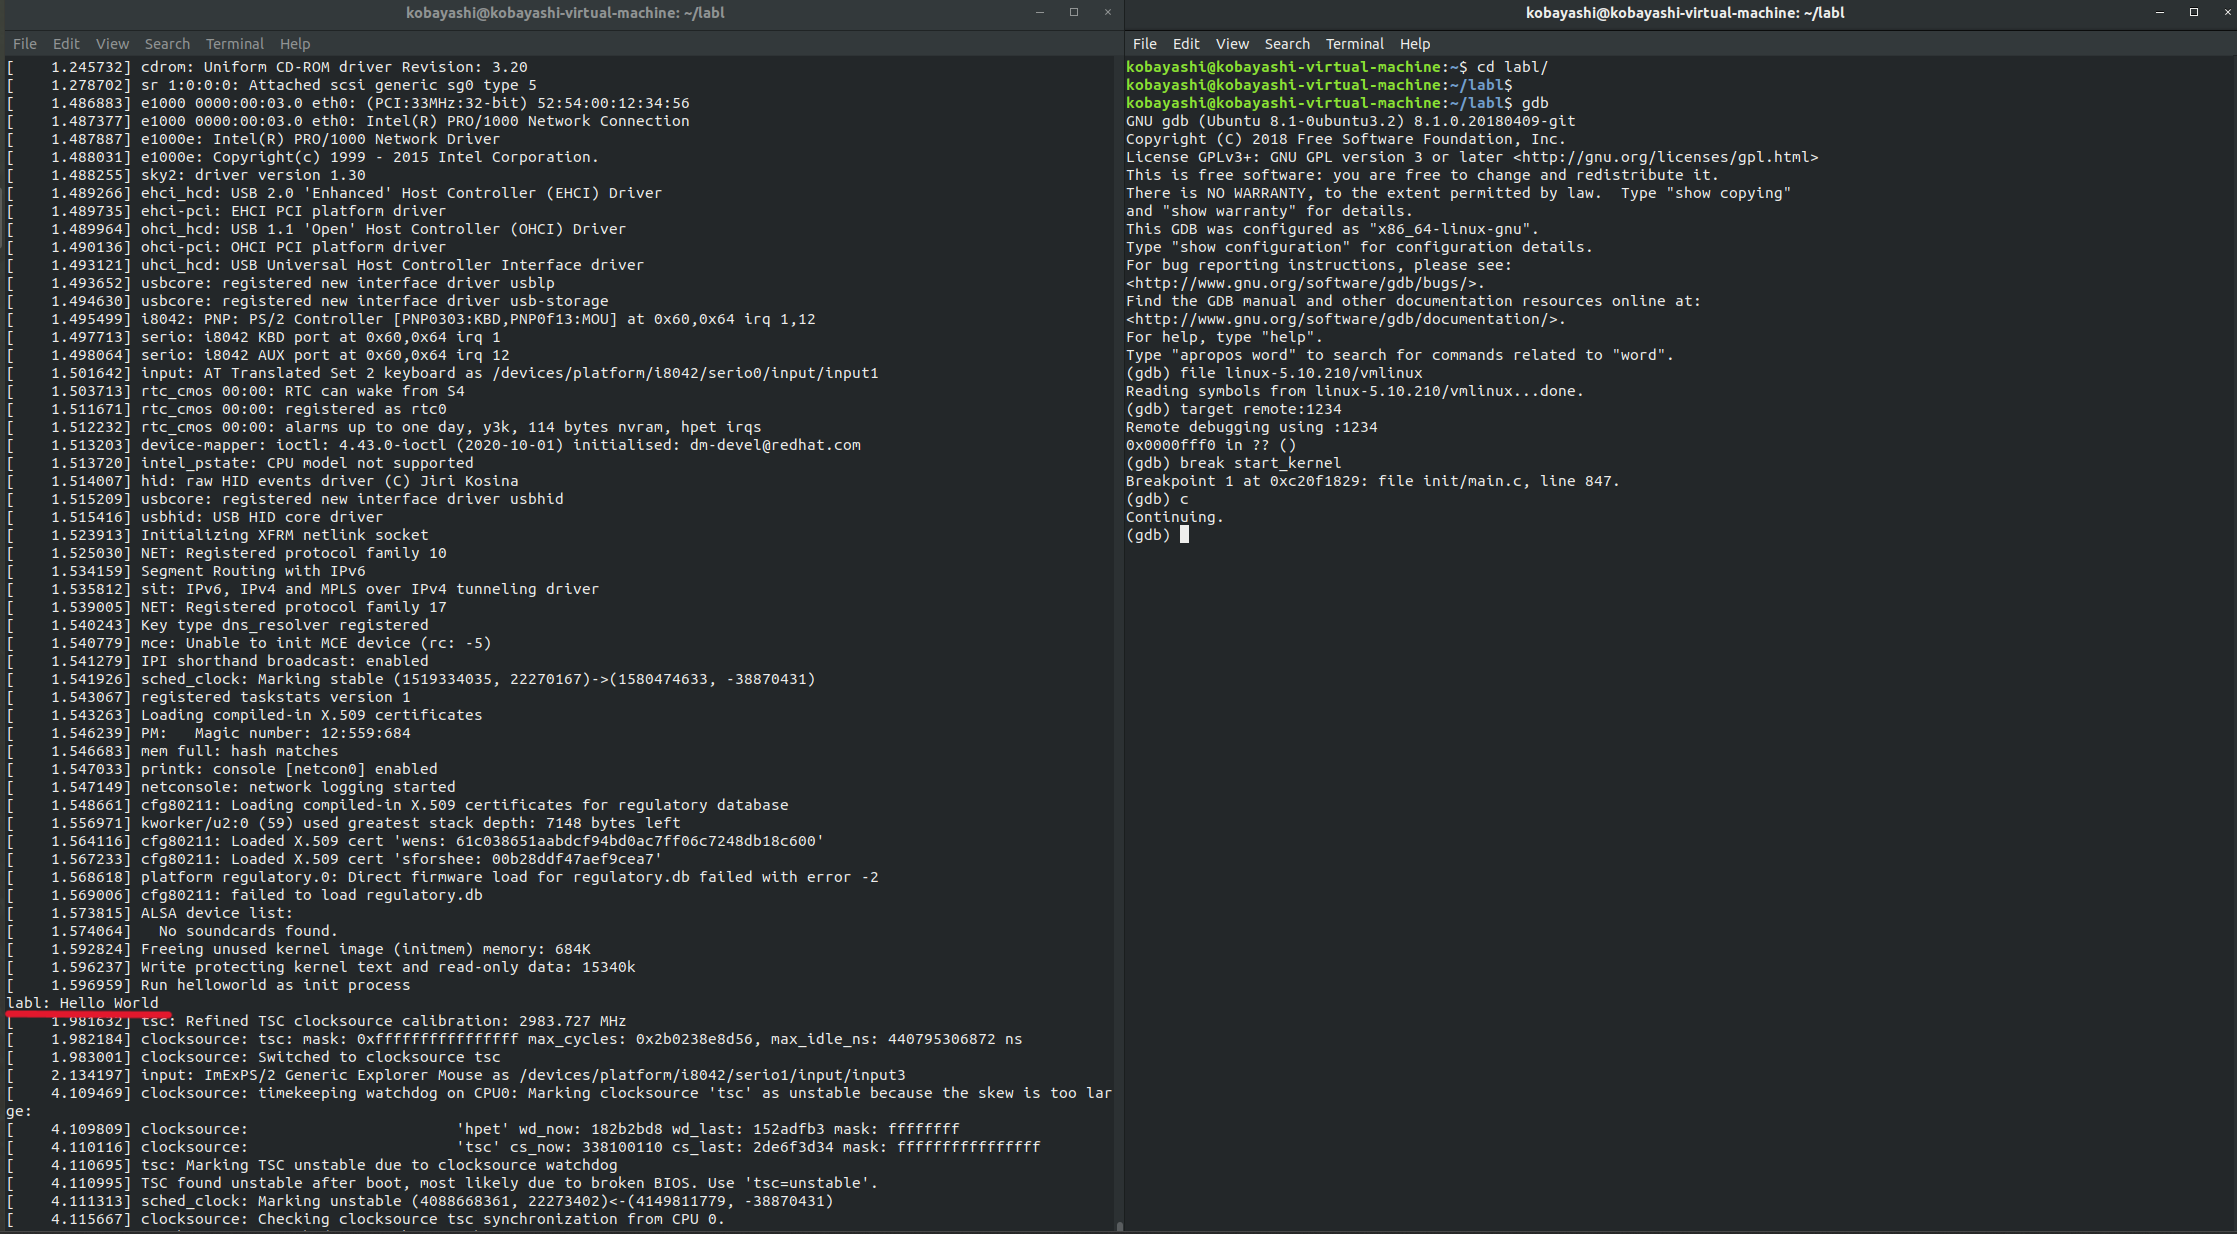 kobayashi@kobayashi-virtual-machine: ~/labl
File Edit View Search Terminal Help
[    1.245732] cdrom: Uniform CD-ROM driver Revision: 3.20
[    1.278702] sr 1:0:0:0: Attached scsi generic sg0 type 5
[    1.486883] e1000 0000:00:03.0 eth0: (PCI:33MHz:32-bit) 52:54:00:12:34:56
[    1.487377] e1000 0000:00:03.0 eth0: Intel(R) PRO/1000 Network Connection
[    1.487887] e1000e: Intel(R) PRO/1000 Network Driver
[    1.488031] e1000e: Copyright(c) 1999 - 2015 Intel Corporation.
[    1.488255] sky2: driver version 1.30
[    1.489266] ehci_hcd: USB 2.0 'Enhanced' Host Controller (EHCI) Driver
[    1.489735] ehci-pci: EHCI PCI platform driver
[    1.489964] ohci_hcd: USB 1.1 'Open' Host Controller (OHCI) Driver
[    1.490136] ohci-pci: OHCI PCI platform driver
[    1.493121] uhci_hcd: USB Universal Host Controller Interface driver
[    1.493652] usbcore: registered new interface driver usblp
[    1.494630] usbcore: registered new interface driver usb-storage
[    1.495499] i8042: PNP: PS/2 Controller [PNP0303:KBD,PNP0f13:MOU] at 0x60,0x64 irq 1,12
[    1.497713] serio: i8042 KBD port at 0x60,0x64 irq 1
[    1.498064] serio: i8042 AUX port at 0x60,0x64 irq 12
[    1.501642] input: AT Translated Set 2 keyboard as /devices/platform/i8042/serio0/input/input1
[    1.503713] rtc_cmos 00:00: RTC can wake from S4
[    1.511671] rtc_cmos 00:00: registered as rtc0
[    1.512232] rtc_cmos 00:00: alarms up to one day, y3k, 114 bytes nvram, hpet irqs
[    1.513203] device-mapper: ioctl: 4.43.0-ioctl (2020-10-01) initialised: dm-devel@redhat.com
[    1.513720] intel_pstate: CPU model not supported
[    1.514007] hid: raw HID events driver (C) Jiri Kosina
[    1.515209] usbcore: registered new interface driver usbhid
[    1.515416] usbhid: USB HID core driver
[    1.523913] Initializing XFRM netlink socket
[    1.525030] NET: Registered protocol family 10
[    1.534159] Segment Routing with IPv6
[    1.535812] sit: IPv6, IPv4 and MPLS over IPv4 tunneling driver
[    1.539005] NET: Registered protocol family 17
[    1.540243] Key type dns_resolver registered
[    1.540779] mce: Unable to init MCE device (rc: -5)
[    1.541279] IPI shorthand broadcast: enabled
[    1.541926] sched_clock: Marking stable (1519334035, 22270167)->(1580474633, -38870431)
[    1.543067] registered taskstats version 1
[    1.543263] Loading compiled-in X.509 certificates
[    1.546239] PM:   Magic number: 12:559:684
[    1.546683] mem full: hash matches
[    1.547033] printk: console [netcon0] enabled
[    1.547149] netconsole: network logging started
[    1.548661] cfg80211: Loading compiled-in X.509 certificates for regulatory database
[    1.556971] kworker/u2:0 (59) used greatest stack depth: 7148 bytes left
[    1.564116] cfg80211: Loaded X.509 cert 'wens: 61c038651aabdcf94bd0ac7ff06c7248db18c600'
[    1.567233] cfg80211: Loaded X.509 cert 'sforshee: 00b28ddf47aef9cea7'
[    1.568618] platform regulatory.0: Direct firmware load for regulatory.db failed with error -2
[    1.569006] cfg80211: failed to load regulatory.db
[    1.573815] ALSA device list:
[    1.574064]   No soundcards found.
[    1.592824] Freeing unused kernel image (initmem) memory: 684K
[    1.596237] Write protecting kernel text and read-only data: 15340k
[    1.596959] Run helloworld as init process
labl: Hello World
[    1.981632] tsc: Refined TSC clocksource calibration: 2983.727 MHz
[    1.982184] clocksource: tsc: mask: 0xffffffffffffffff max_cycles: 0x2b0238e8d56, max_idle_ns: 440795306872 ns
[    1.983001] clocksource: Switched to clocksource tsc
[    2.134197] input: ImExPS/2 Generic Explorer Mouse as /devices/platform/i8042/serio1/input/input3
[    4.109469] clocksource: timekeeping watchdog on CPU0: Marking clocksource 'tsc' as unstable because the skew is too lar
ge:
[    4.109809] clocksource:                       'hpet' wd_now: 182b2bd8 wd_last: 152adfb3 mask: ffffffff
[    4.110116] clocksource:                       'tsc' cs_now: 338100110 cs_last: 2de6f3d34 mask: ffffffffffffffff
[    4.110695] tsc: Marking TSC unstable due to clocksource watchdog
[    4.110995] TSC found unstable after boot, most likely due to broken BIOS. Use 'tsc=unstable'.
[    4.111313] sched_clock: Marking unstable (4088668361, 22273402)<-(4149811779, -38870431)
[    4.115667] clocksource: Checking clocksource tsc synchronization from CPU 0.
kobayashi@kobayashi-virtual-machine: ~/labl
File Edit View Search Terminal Help
kobayashi@kobayashi-virtual-machine:~$ cd labl/
kobayashi@kobayashi-virtual-machine:~/labl$
kobayashi@kobayashi-virtual-machine:~/labl$ gdb
GNU gdb (Ubuntu 8.1-0ubuntu3.2) 8.1.0.20180409-git
Copyright (C) 2018 Free Software Foundation, Inc.
License GPLv3+: GNU GPL version 3 or later <http://gnu.org/licenses/gpl.html>
This is free software: you are free to change and redistribute it.
There is NO WARRANTY, to the extent permitted by law.  Type "show copying"
and "show warranty" for details.
This GDB was configured as "x86_64-linux-gnu".
Type "show configuration" for configuration details.
For bug reporting instructions, please see:
<http://www.gnu.org/software/gdb/bugs/>.
Find the GDB manual and other documentation resources online at:
<http://www.gnu.org/software/gdb/documentation/>.
For help, type "help".
Type "apropos word" to search for commands related to "word".
(gdb) file linux-5.10.210/vmlinux
Reading symbols from linux-5.10.210/vmlinux...done.
(gdb) target remote:1234
Remote debugging using :1234
0x0000fff0 in ?? ()
(gdb) break start_kernel
Breakpoint 1 at 0xc20f1829: file init/main.c, line 847.
(gdb) c
Continuing.
(gdb)